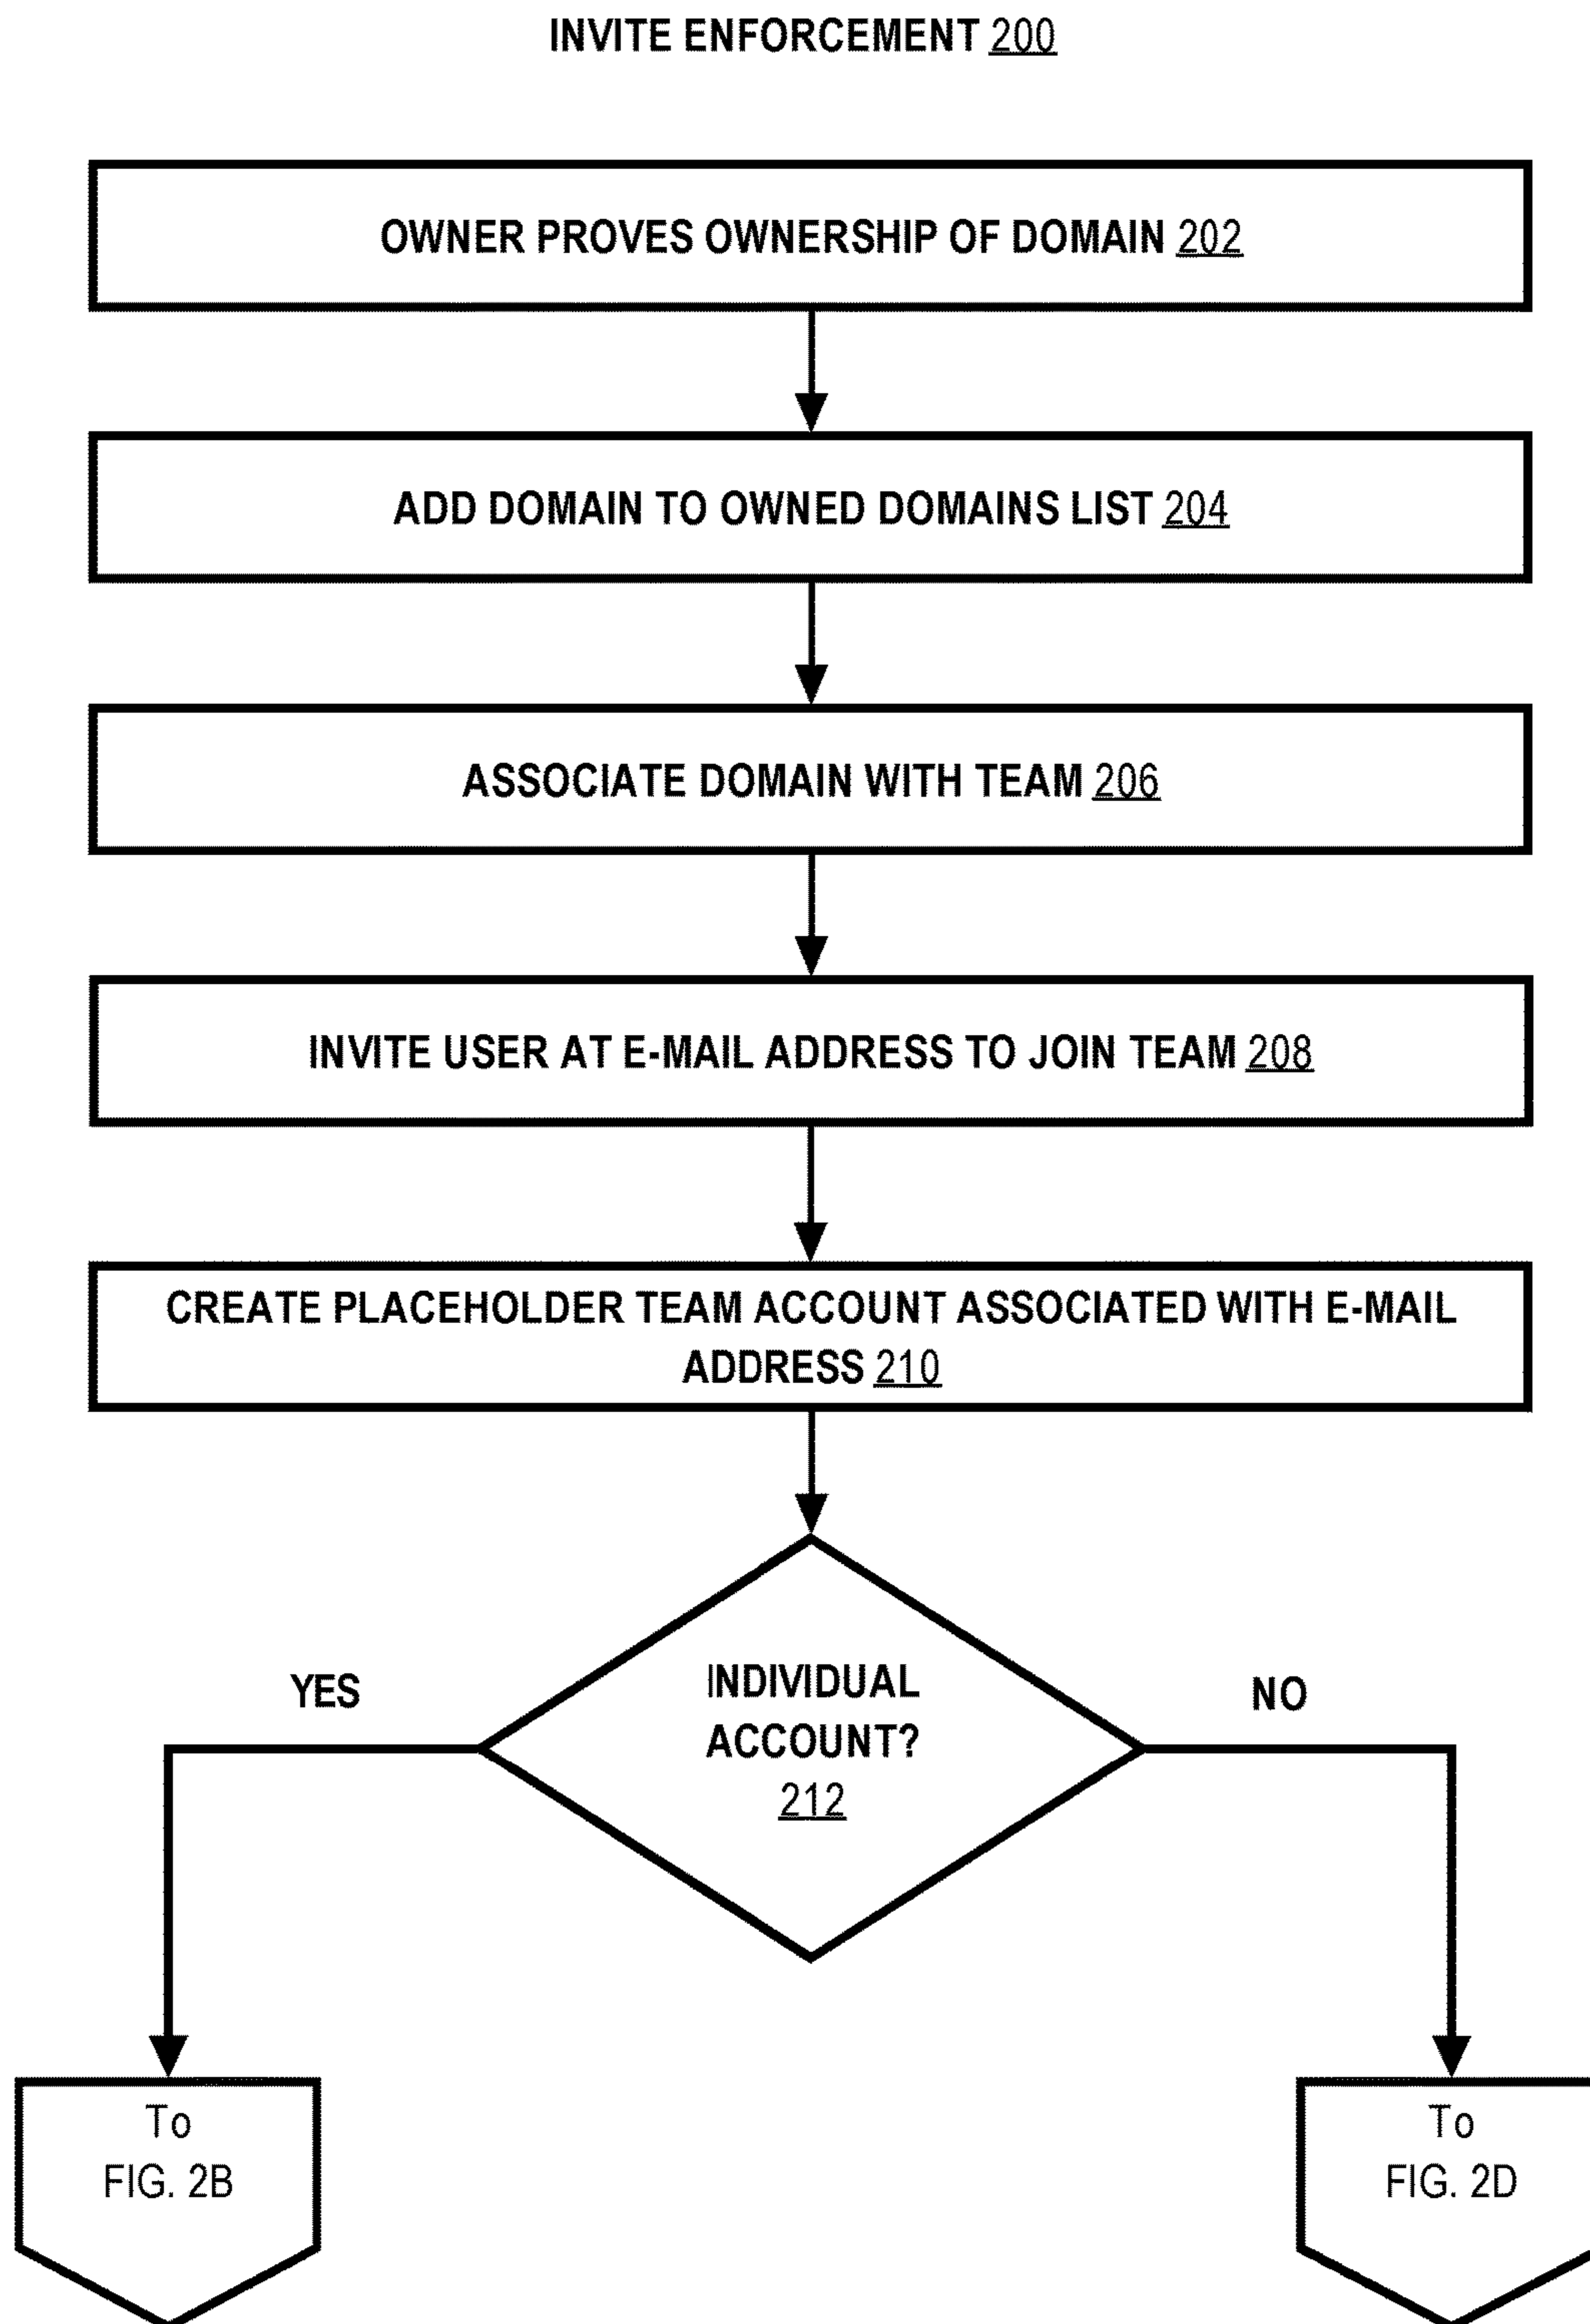 INVITE ENFORCEMENT 200
OWNER PROVES OWNERSHIP OF DOMAIN 202
ADD DOMAIN TO OWNED DOMAINS LIST 204
ASSOCIATE DOMAIN WITH TEAM 206
INVITE USER AT E-MAIL ADDRESS TO JOIN TEAM 208
CREATE PLACEHOLDER TEAM ACCOUNT ASSOCIATED WITH E-MAIL
ADDRESS 210
INDIVIDUAL
ACCOUNT?
212
YES
NO
To
FIG. 2B
To
FIG. 2D